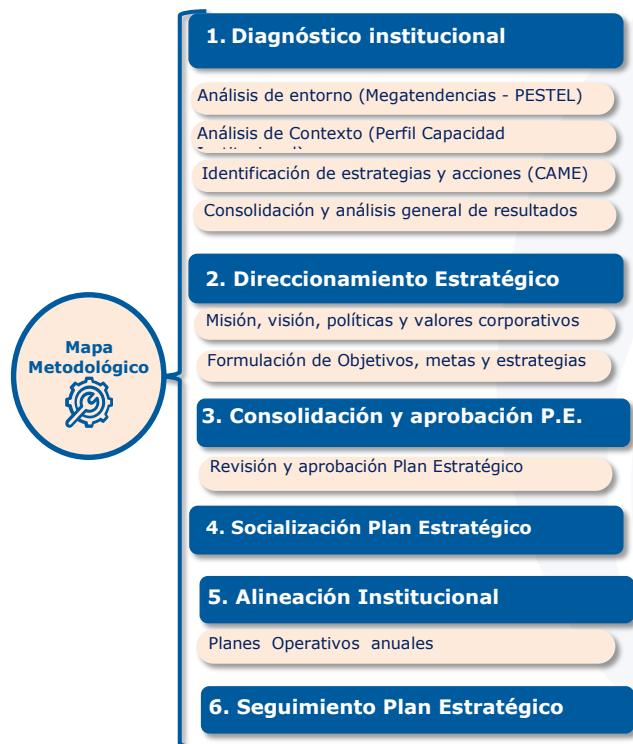 1. Diagnóstico institucional
Análisis de entorno (Megatendencias - PESTEL)
Análisis de Contexto (Perfil Capacidad
Identificación de estrategias y acciones (CAME)
Consolidación y análisis general de resultados
2. Direccionamiento Estratégico
Misión, visión, políticas y valores corporativos
Formulación de Objetivos, metas y estrategias
Mapa
Metodológico
3. Consolidación y aprobación P.E.
Revisión y aprobación Plan Estratégico
4. Socialización Plan Estratégico
5. Alineación Institucional
Planes Operativos anuales
6. Seguimiento Plan Estratégico